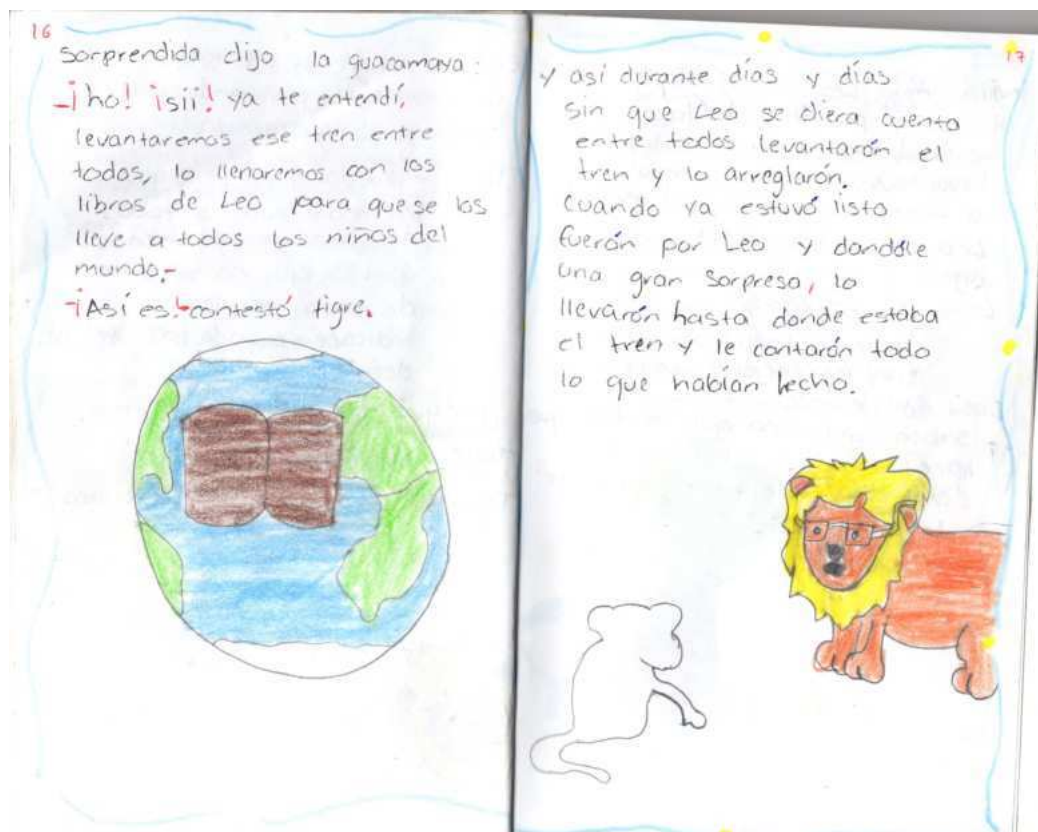 16
Sorprendida dijo la guacamaya:
-¡ho! ¡sii! ya te entendí,
levantaremos ese tren entre
todos, lo llenaremos con los
libros de Leo para que se los
lleve a todos los niños del
mundo.-
-¡Así es!-contestó tigre.
17
y así durante días y días
sin que Leo se diera cuenta
entre todos levantarón el
tren y lo arreglarón.
Cuando ya estuvó listo
fuerón por Leo y dandóle
una gran sorpresa, lo
llevárón hasta donde estaba
el tren y le contarón todo
lo que habían hecho.